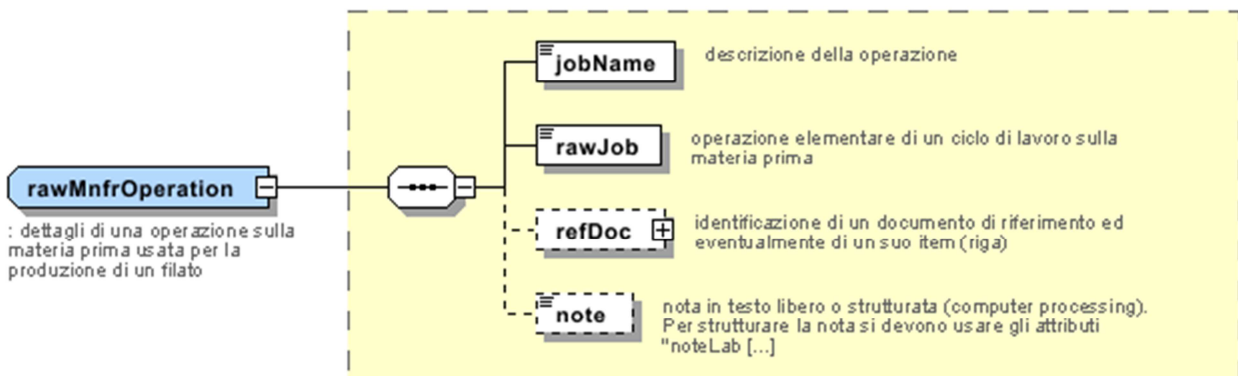 jobName
descrizione della operazione
rawJob
operazione elementare di un ciclo di lavoro sulla
materia prima
rawMnfrOperation
: dettagli di una operazione sulla
materia prima usata per la
produzione di un filato
refDoc
identificazione di un documento di riferimento ed
eventualmente di un suo item (riga)
note
nota in testo libero o strutturata (computer processing).
Per strutturare la nota si devono usare gli attributi
"noteLab [...]